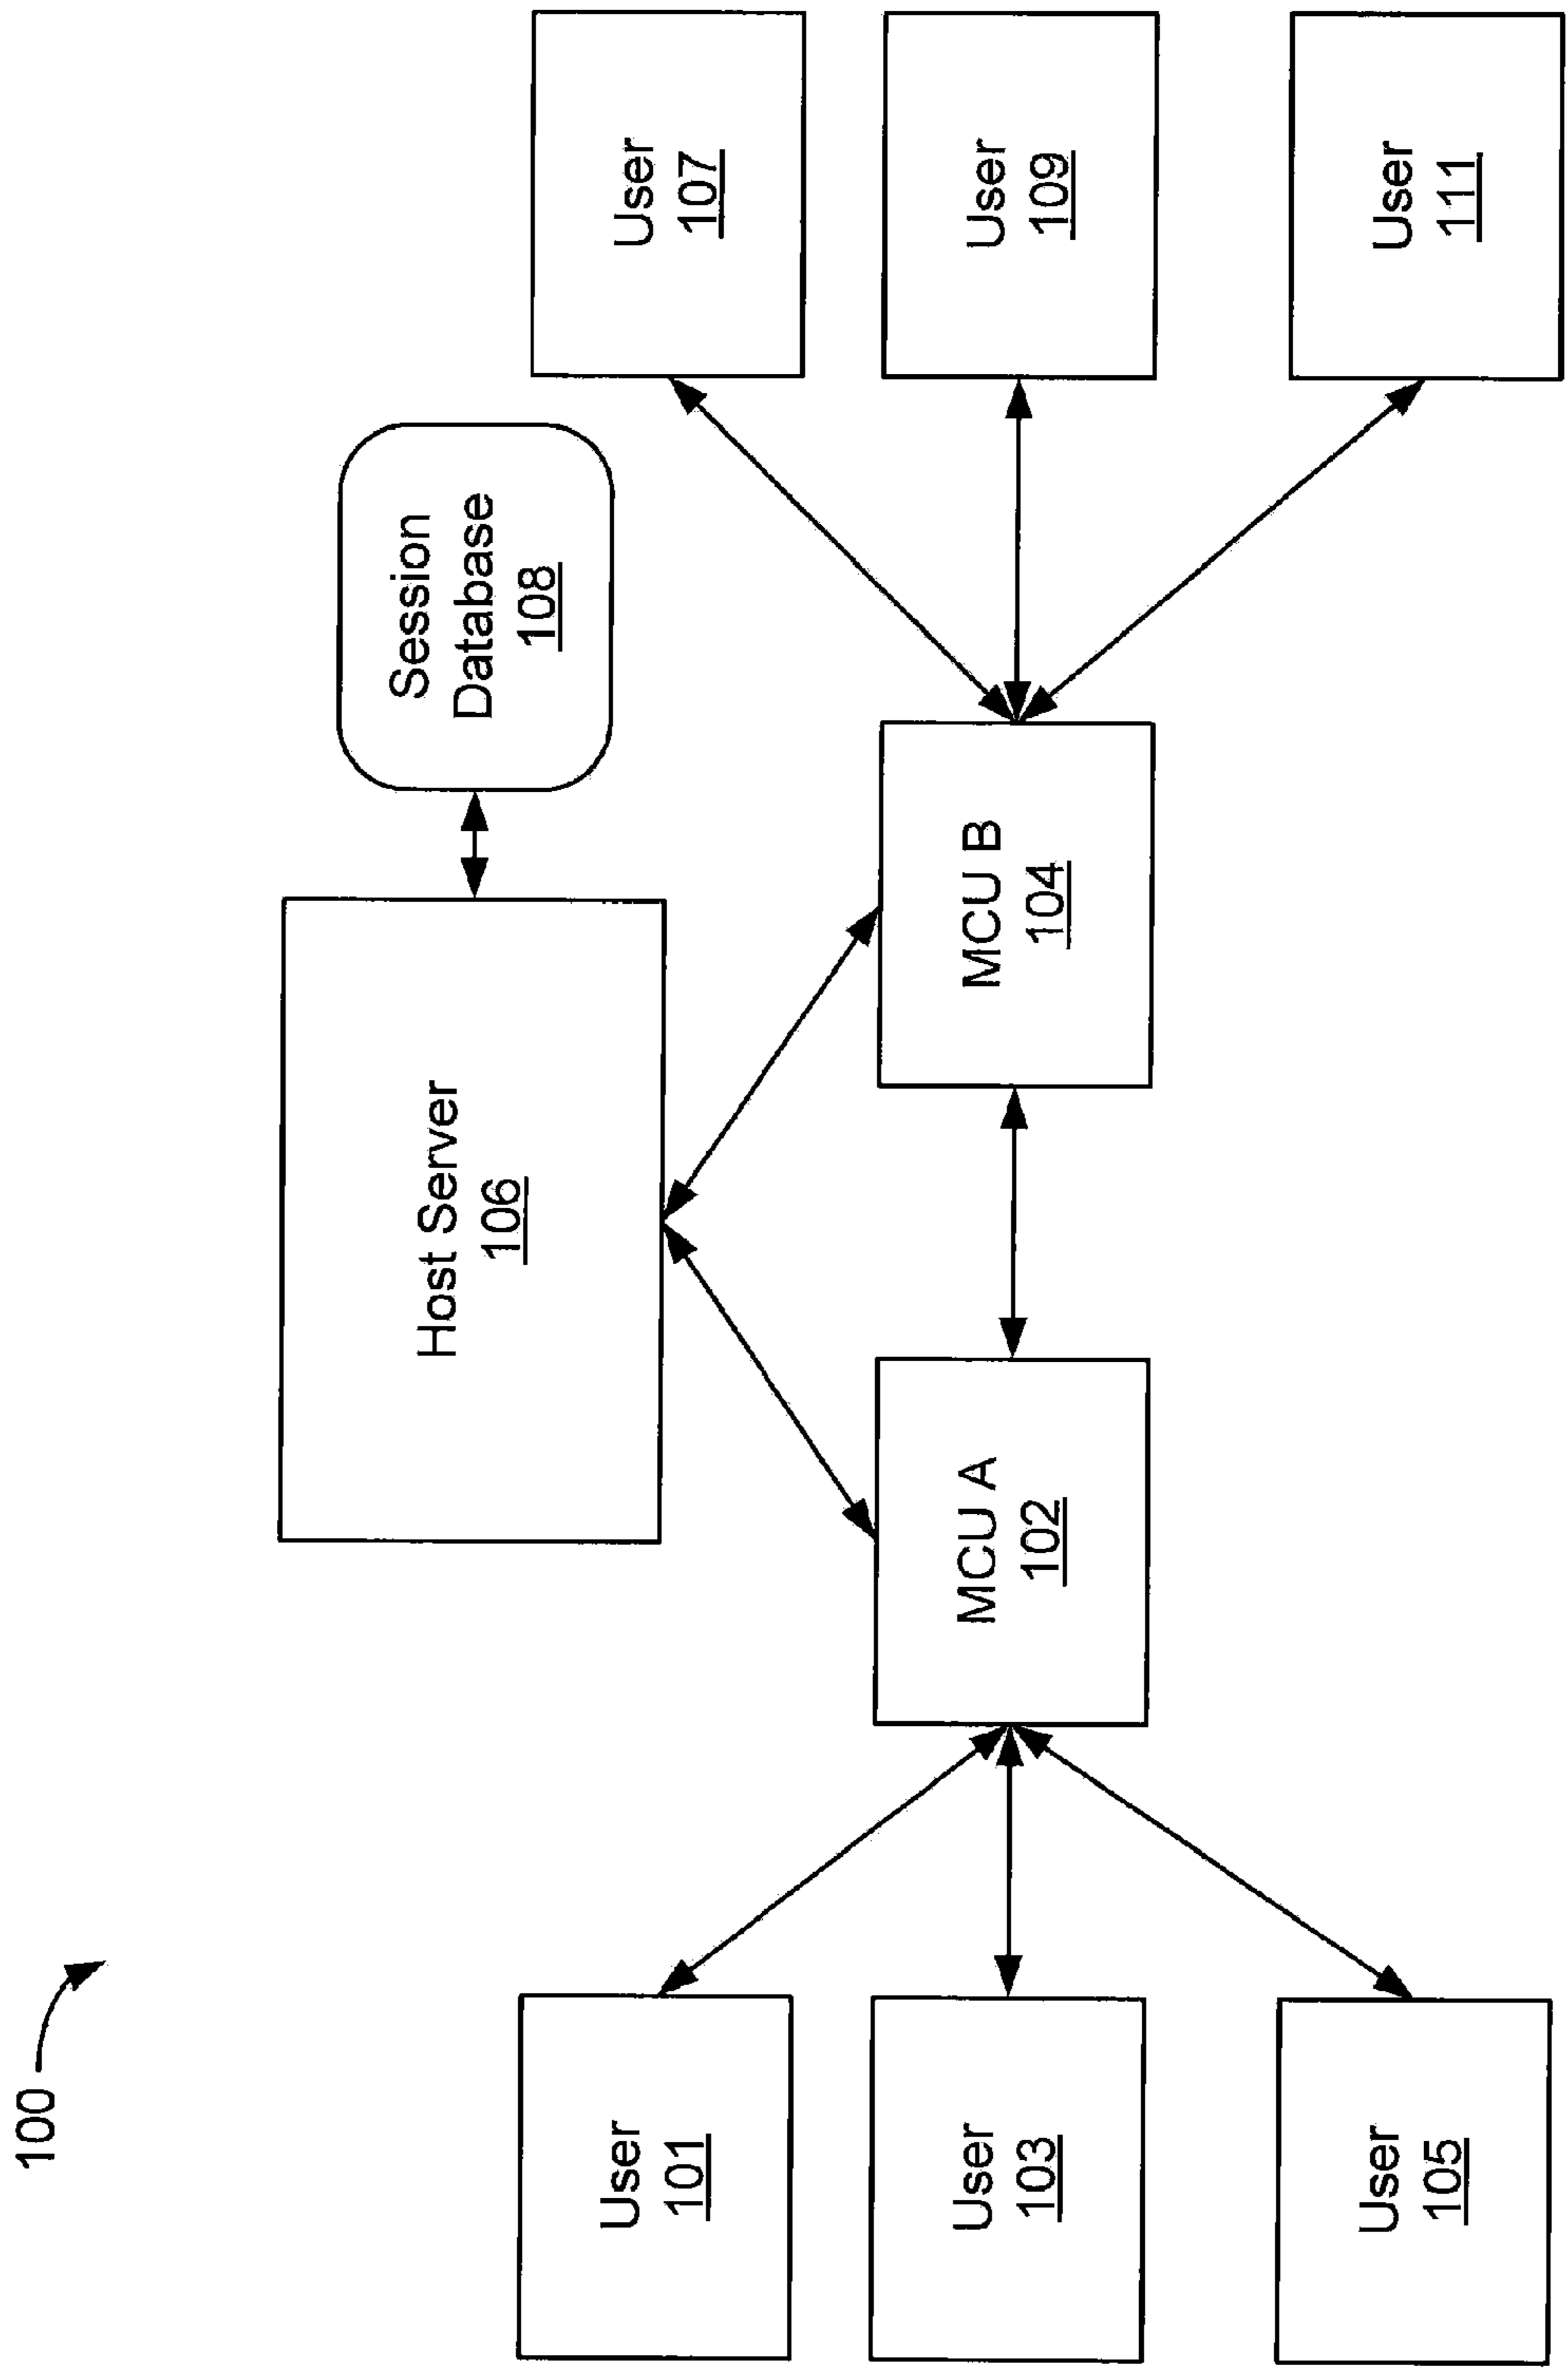 100
Host Server
106
Session
Database
108
User
101
User
107
User
103
MCU A
102
MCU B
104
User
109
User
105
User
111